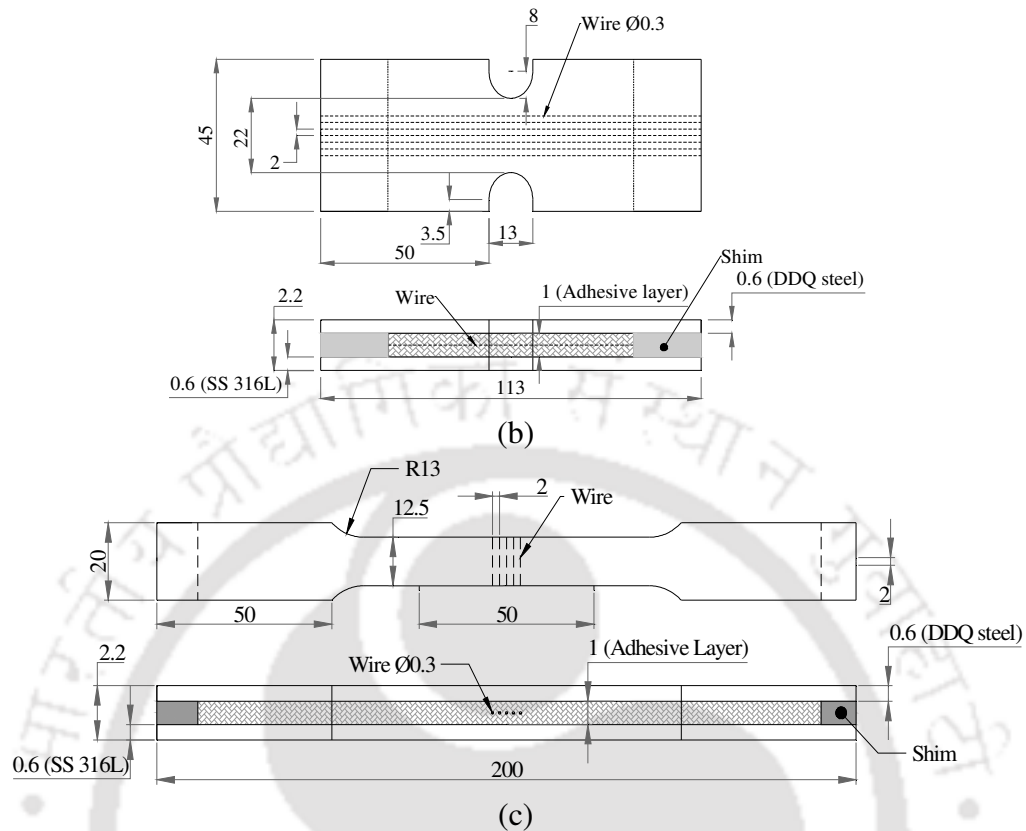 8
Wire Ø0.3
45
22
2
3.5
13
50
Shim
Wire
1 (Adhesive layer)
0.6 (DDQ steel)
2.2
0.6 (SS 316L)
113
(b)
R13
2
Wire
12.5
20
50
50
2
0.6 (DDQ steel)
2.2
Wire Ø0.3
1 (Adhesive Layer)
0.6 (SS 316L)
Shim
200
(c)